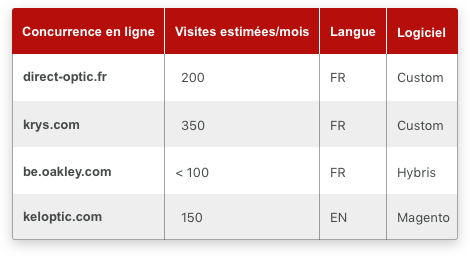 Concurrence en ligne Visites estimées/mois Langue Logiciel
direct-optic.fr 200 FR Custom
krys.com 350 FR Custom
be.oakley.com < 100 FR Hybris
keloptic.com 150 EN Magento